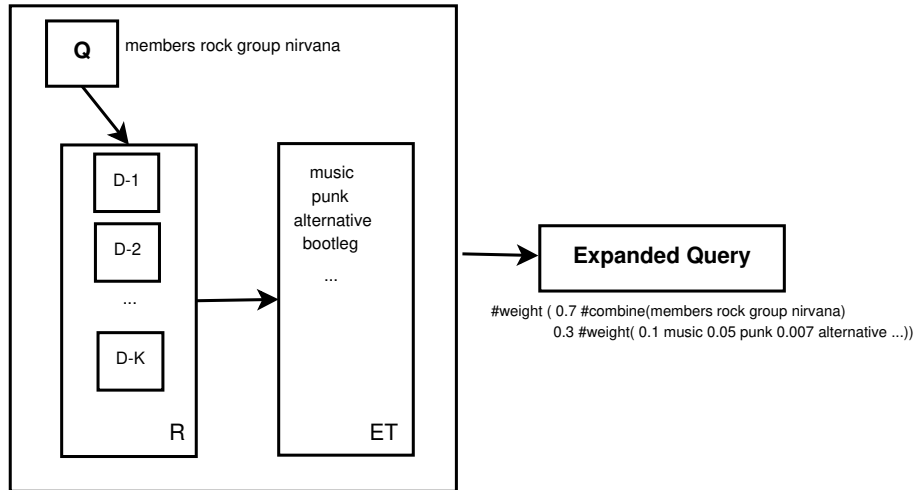 Q
members rock group nirvana
D-1
D-2
...
D-K
R
music
punk
alternative
bootleg
...
ET
Expanded Query
#weight ( 0.7 #combine(members rock group nirvana)
0.3 #weight( 0.1 music 0.05 punk 0.007 alternative ...))